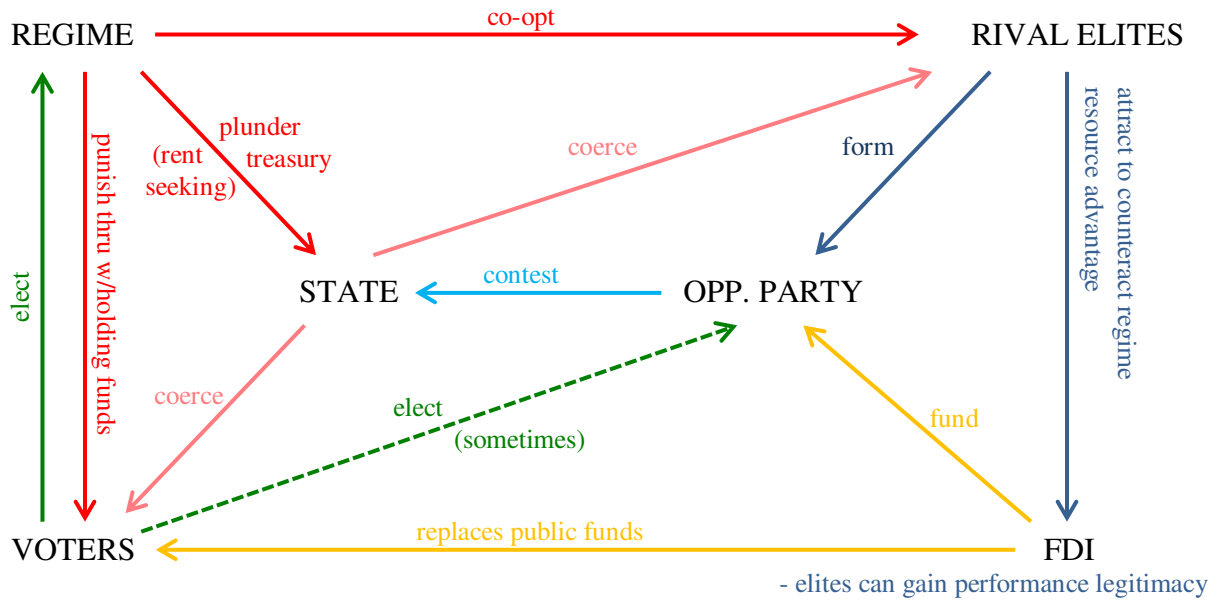 co-opt
REGIME
RIVAL ELITES
plunder
(rent
treasury
seeking)
coerce
form
attract to counteract regime
resource advantage
punish thru w/holding funds
elect
STATE
contest
OPP. PARTY
coerce
elect
(sometimes)
fund
replaces public funds
VOTERS
FDI
- elites can gain performance legitimacy